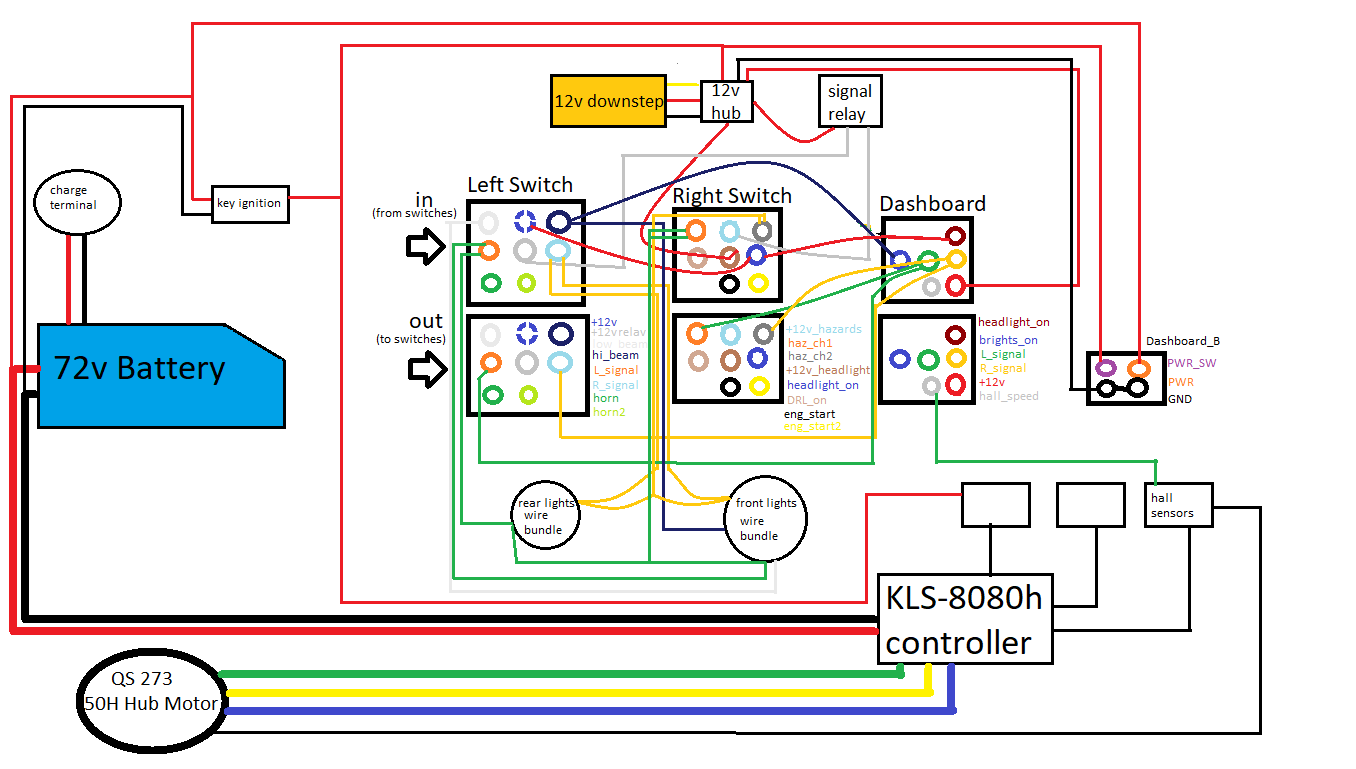 12v downstep
12v
hub
signal
relay
charge
terminal
key ignition
in
(from switches)
Left Switch
Right Switch
Dashboard
out
(to switches)
+12v
+12vrelay
low_beam
hi_beam
L_signal
R_signal
horn
horn2
+12v_hazards
haz_ch1
haz_ch2
+12v_headlight
headlight_on
DRL_on
eng_start
eng_start2
headlight_on
brights_on
L_signal
R_signal
+12v
hall_speed
Dashboard_B
PWR_SW
PWR
GND
72v Battery
rear lights
wire
bundle
front lights
wire
bundle
hall
sensors
KLS-8080h
controller
QS 273
50H Hub Motor